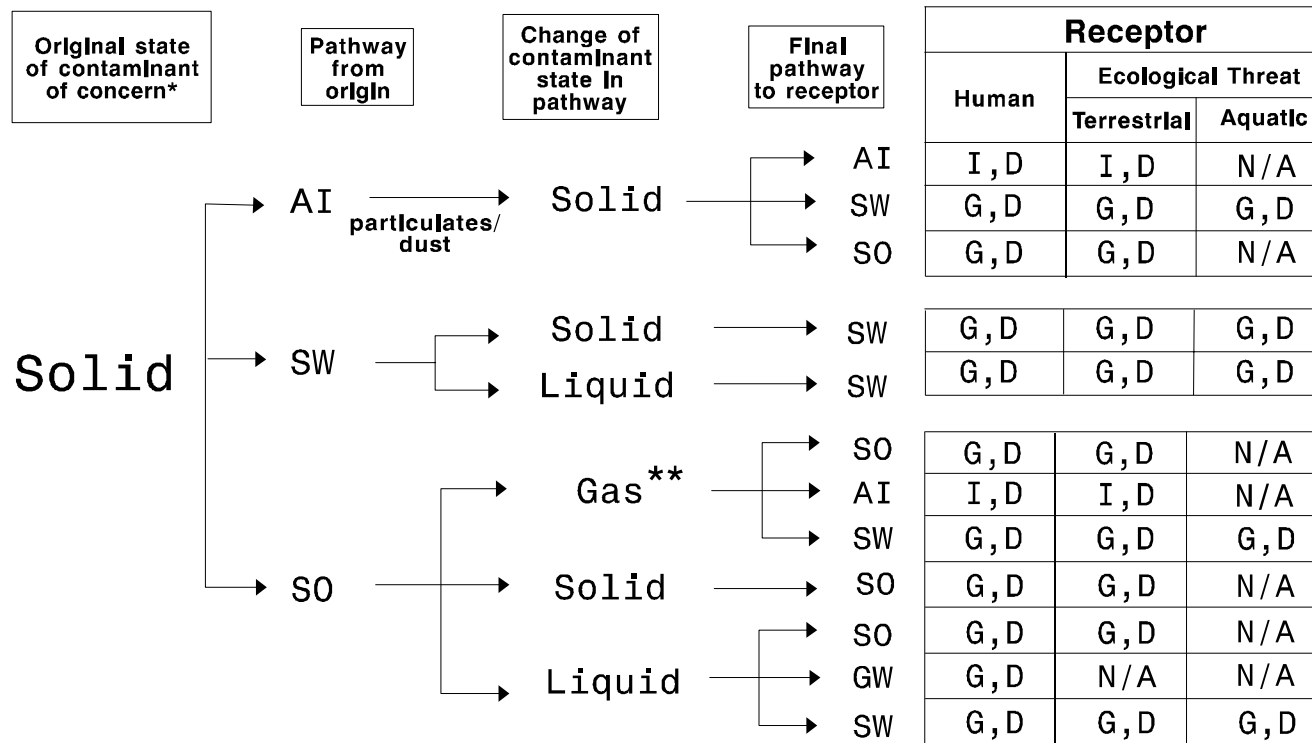 Original state
of contaminant
of concern*
Pathway
from
origin
Change of
contaminant
state in
pathway
Final
pathway
to receptor
Receptor
Human
Ecological Threat
Terrestrial Aquatic
Solid
AI
particulates/
dust
Solid
AI I,D I,D N/A
SW G,D G,D G,D
SO G,D G,D N/A
SW
Solid SW G,D G,D G,D
Liquid SW G,D G,D G,D
SO
Gas**
SO G,D G,D N/A
AI I,D I,D N/A
SW G,D G,D G,D
Solid SO G,D G,D N/A
Liquid
SO G,D G,D N/A
GW G,D N/A N/A
SW G,D G,D G,D